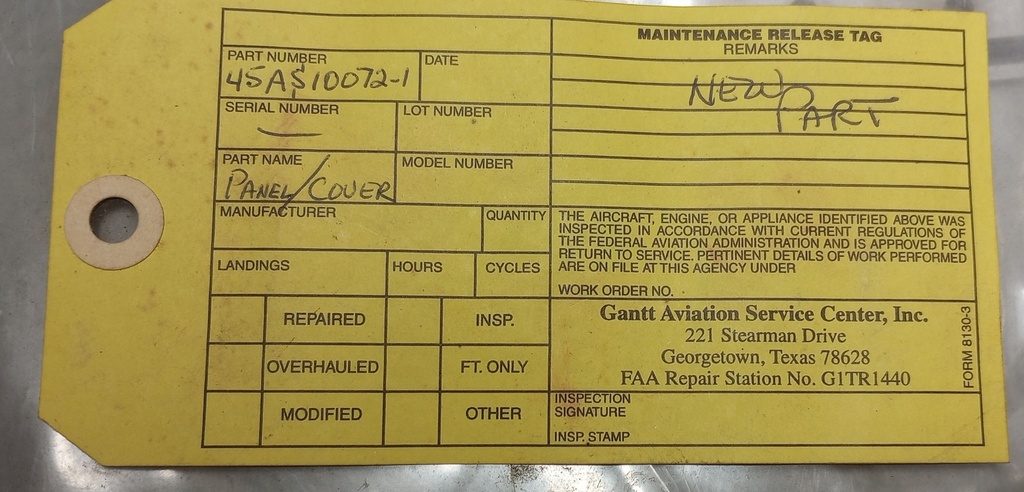 PART NUMBER
45AS10072-1
DATE
SERIAL NUMBER
—
LOT NUMBER
PART NAME
PANEL/COVER
MODEL NUMBER
MANUFACTURER
QUANTITY
LANDINGS
HOURS
CYCLES
REPAIRED
INSP.
OVERHAULED
FT. ONLY
MODIFIED
OTHER
MAINTENANCE RELEASE TAG
REMARKS
NEW
PART
THE AIRCRAFT, ENGINE, OR APPLIANCE IDENTIFIED ABOVE WAS
INSPECTED IN ACCORDANCE WITH CURRENT REGULATIONS OF
THE FEDERAL AVIATION ADMINISTRATION AND IS APPROVED FOR
RETURN TO SERVICE. PERTINENT DETAILS OF WORK PERFORMED
ARE ON FILE AT THIS AGENCY UNDER
WORK ORDER NO.
Gantt Aviation Service Center, Inc.
221 Stearman Drive
Georgetown, Texas 78628
FAA Repair Station No. G1TR1440
FORM 8130-3
INSPECTION
SIGNATURE
INSP. STAMP